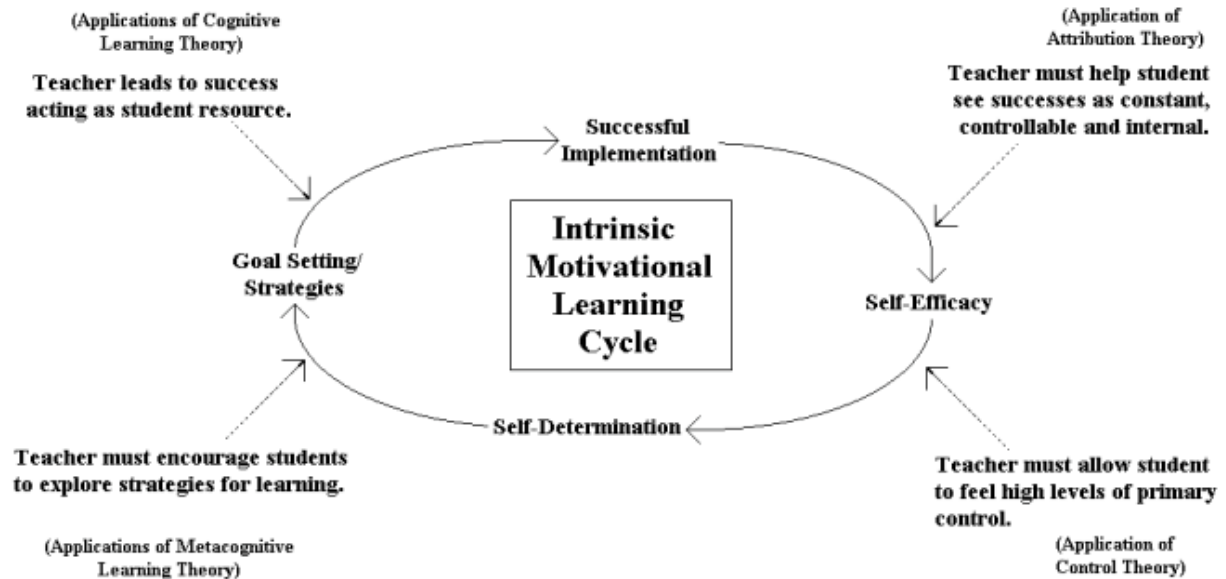 (Applications of Cognitive
Learning Theory)
Teacher leads to success
acting as student resource.
(Application of
Attribution Theory)
Teacher must help student
see successes as constant,
controllable and internal.
Successful
Implementation
Intrinsic
Motivational
Learning
Cycle
Goal Setting/
Strategies
Self-Efficacy
Self-Determination
Teacher must encourage students
to explore strategies for learning.
(Applications of Metacognitive
Learning Theory)
Teacher must allow student
to feel high levels of primary
control.
(Application of
Control Theory)